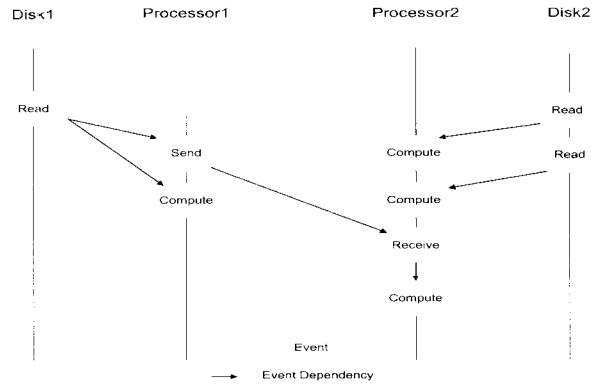 Disk1 Processor1 Processor2 Disk2
Read Read
Send Compute Read
Compute Compute
Receive
Compute
Event
Event Dependency